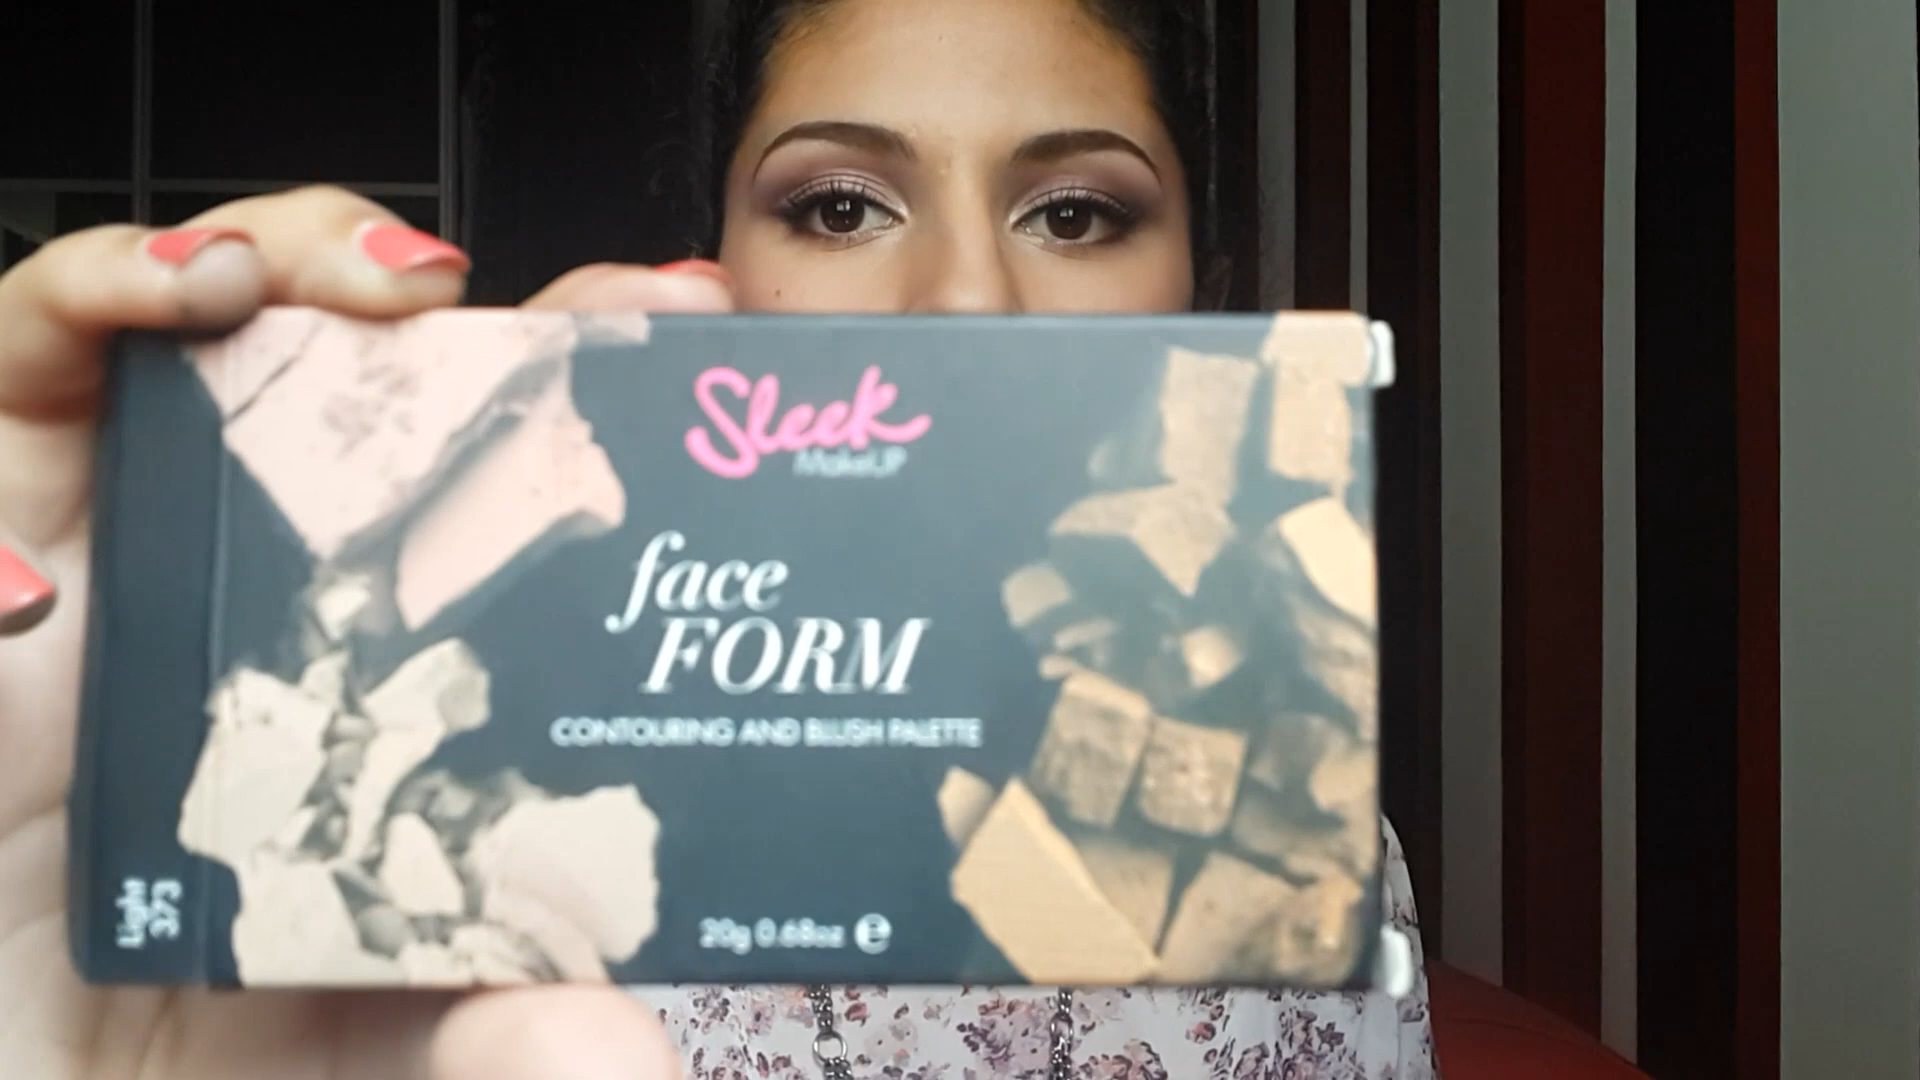 Sleek
MakeUP
face
FORM
CONTOURING AND BLUSH PALETTE
20g 0.68oz e
Light
373